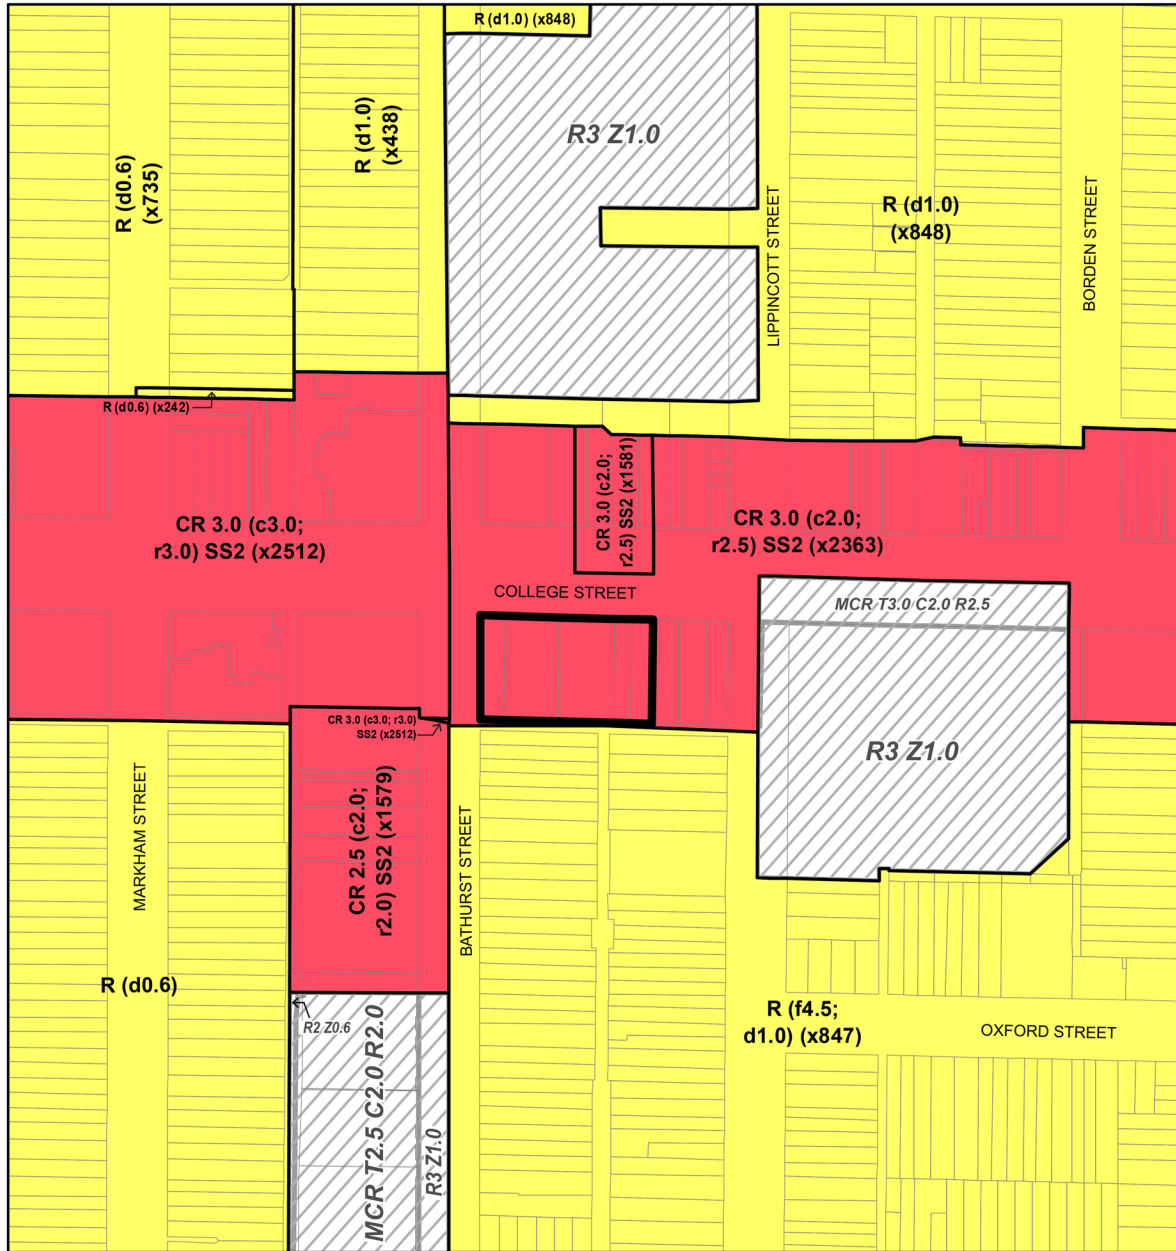 R (d1.0) (x848)
R (d0.6)
(x735)
R (d1.0)
(x438)
R3 Z1.0
LIPPINCOTT STREET
R (d1.0)
(x848)
BORDEN STREET
R (d0.6) (x242)
CR 3.0 (c3.0;
r3.0) SS2 (x2512)
CR 3.0 (c2.0;
r2.5) SS2 (x1581)
CR 3.0 (c2.0;
r2.5) SS2 (x2363)
COLLEGE STREET
MCR T3.0 C2.0 R2.5
CR 3.0 (c3.0; r3.0)
SS2 (x2512)
R3 Z1.0
MARKHAM STREET
CR 2.5 (c2.0;
r2.0) SS2 (x1579)
BATHURST STREET
R (d0.6)
R2 Z0.6
MCR T2.5 C2.0 R2.0
R3 Z1.0
R (f4.5;
d1.0) (x847)
OXFORD STREET